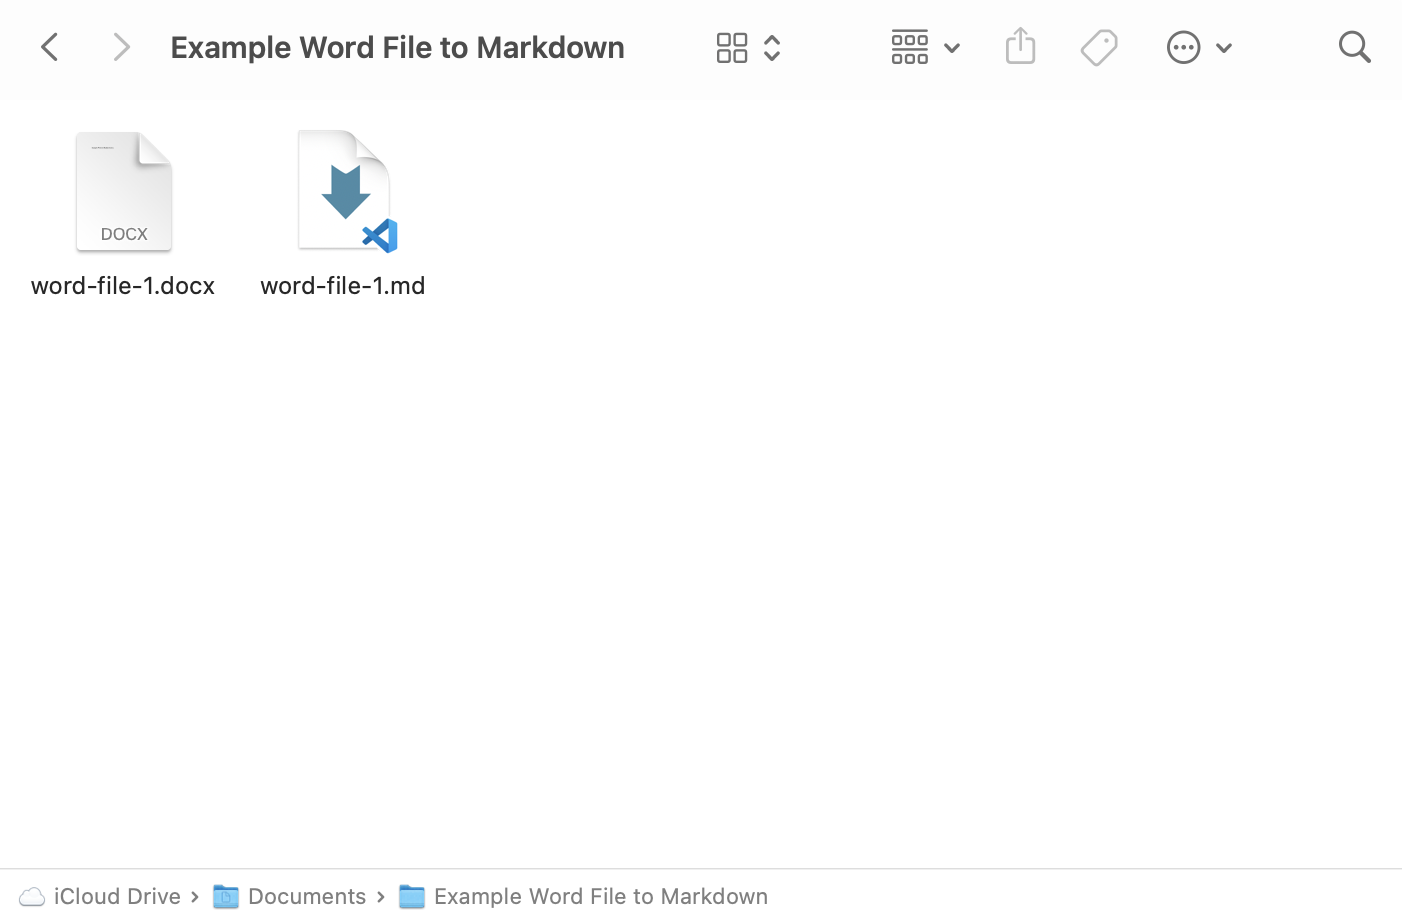 Example Word File to Markdown
DOCX
word-file-1.docx
word-file-1.md
iCloud Drive › Documents › Example Word File to Markdown